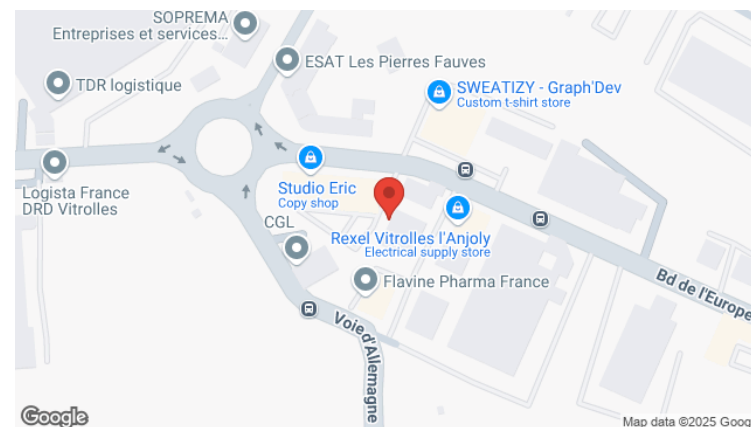 SOPREMA
Entreprises et services...
ESAT Les Pierres Fauves
TDR logistique
SWEATIZY - Graph'Dev
Custom t-shirt store
Logista France
DRD Vitrolles
Studio Eric
Copy shop
CGL
Rexel Vitrolles l'Anjoly
Electrical supply store
Flavine Pharma France
Bd de l'Europe
Voie d'Allemagne
Google
Map data ©2025 Goog